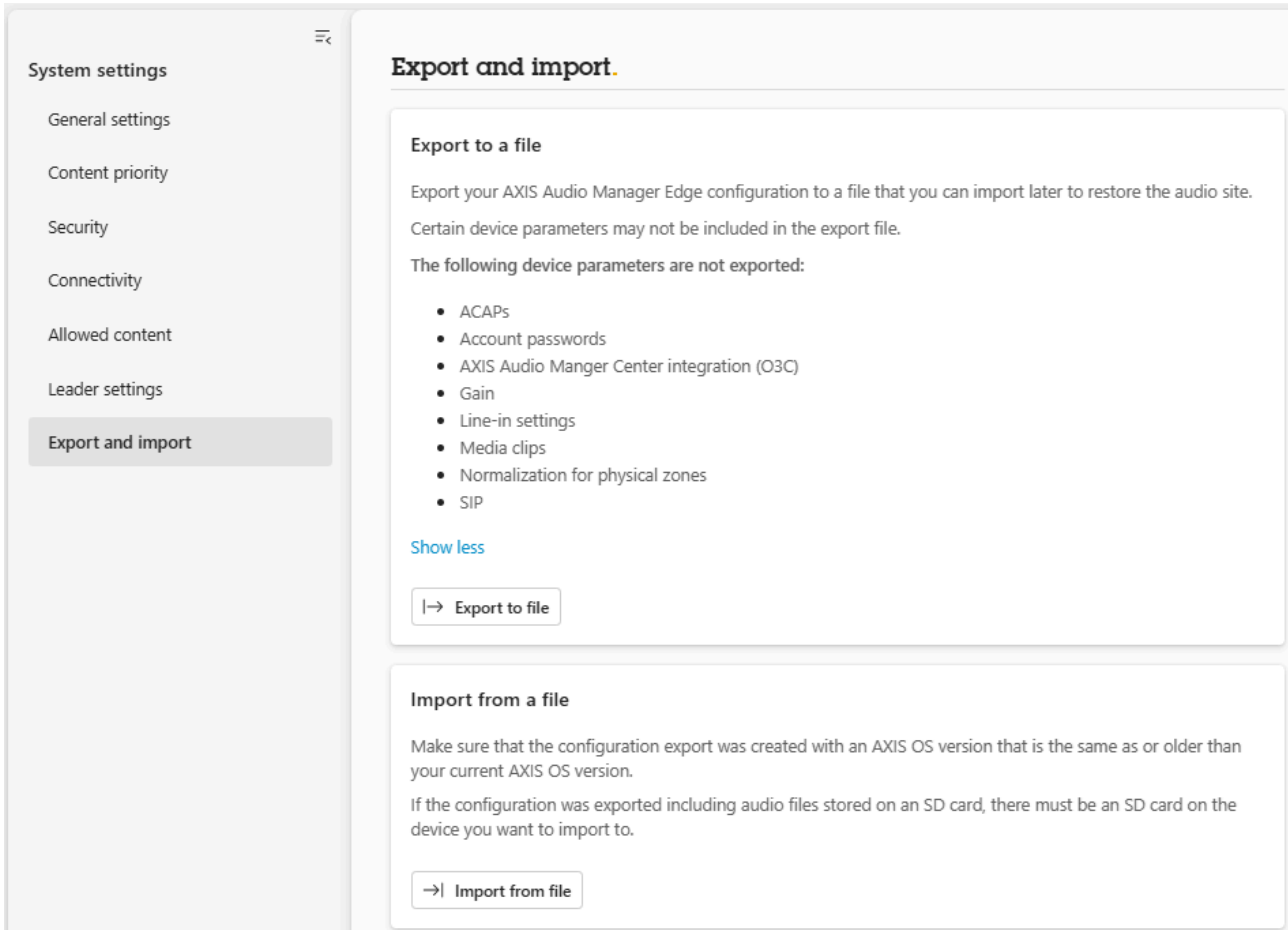 System settings
General settings
Content priority
Security
Connectivity
Allowed content
Leader settings
Export and import
Export and import.
Export to a file
Export your AXIS Audio Manager Edge configuration to a file that you can import later to restore the audio site.
Certain device parameters may not be included in the export file.
The following device parameters are not exported:
ACAPs
Account passwords
AXIS Audio Manger Center integration (O3C)
Gain
Line-in settings
Media clips
Normalization for physical zones
SIP
Show less
Export to file
Import from a file
Make sure that the configuration export was created with an AXIS OS version that is the same as or older than
your current AXIS OS version.
If the configuration was exported including audio files stored on an SD card, there must be an SD card on the
device you want to import to.
Import from file